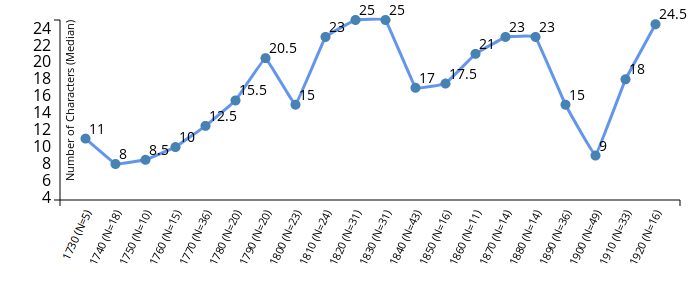 Number of Characters (Median)
24
22
20
18
16
14
12
10
8
6
4
11
8
8.5
10
12.5
15.5
20.5
15
23
25
25
17
17.5
21
23
23
15
9
18
24.5
1730 (N=5)
1740 (N=18)
1750 (N=10)
1760 (N=15)
1770 (N=36)
1780 (N=20)
1790 (N=20)
1800 (N=23)
1810 (N=24)
1820 (N=31)
1830 (N=31)
1840 (N=43)
1850 (N=16)
1860 (N=11)
1870 (N=14)
1880 (N=14)
1890 (N=36)
1900 (N=49)
1910 (N=33)
1920 (N=16)